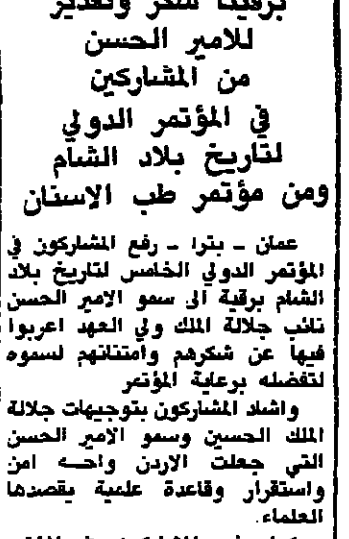 برقيتا شكر وتقدير
للامير الحسن
من المشاركين
في المؤتمر الدولي
لتاريخ بلاد الشام
ومن مؤتمر طب الاسنان
عمان ـ بترا ـ رفع المشاركون في
المؤتمر الدولي الخامس لتاريخ بلاد
الشام برقية الى سمو الامير الحسن
نائب جلالة الملك ولي العهد اعربوا
فيها عن شكرهم وامتنانهم لسموه
لتفضله برعاية المؤتمر
واشاد المشاركون بتوجيهات جلالة
الملك الحسين وسمو الامير الحسن
التي جعلت الاردن واحة امن
واستقرار وقاعدة علمية يقصدها
العلماء.